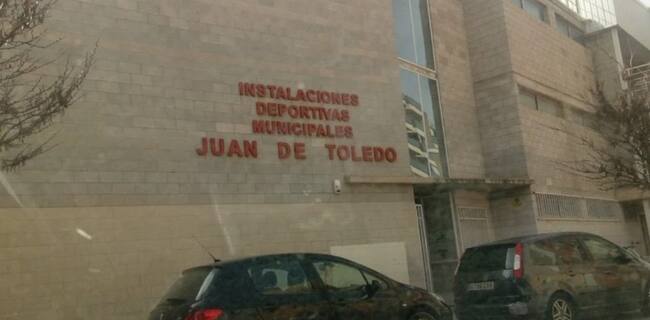 INSTALACIONES
DEPORTIVAS
MUNICIPALES
JUAN DE TOLEDO